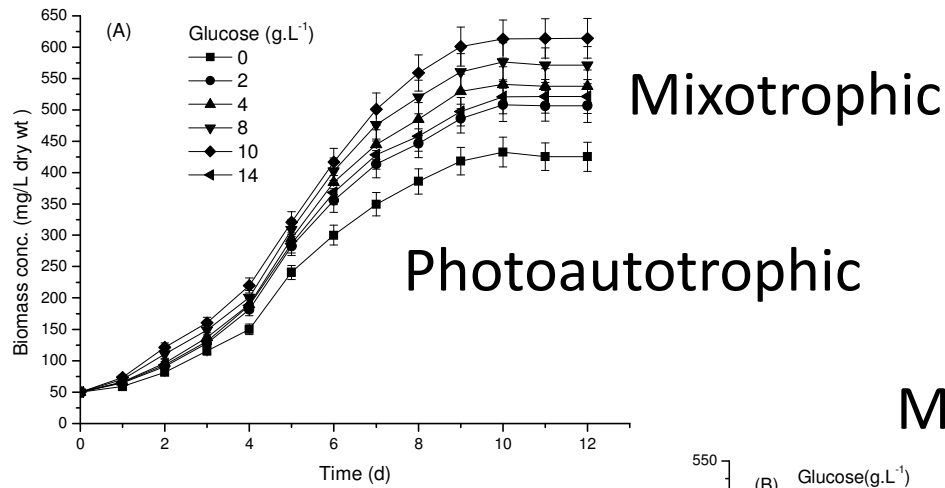 650
600
550
500
450
400
350
300
250
200
150
100
50
0
Biomass conc. (mg/L dry wt )
(A)
Glucose (g.L⁻¹)
0
2
4
8
10
14
0 2 4 6 8 10 12
Time (d)
Mixotrophic
Photoautotrophic
M
550
(B) Glucose(g.L⁻¹)